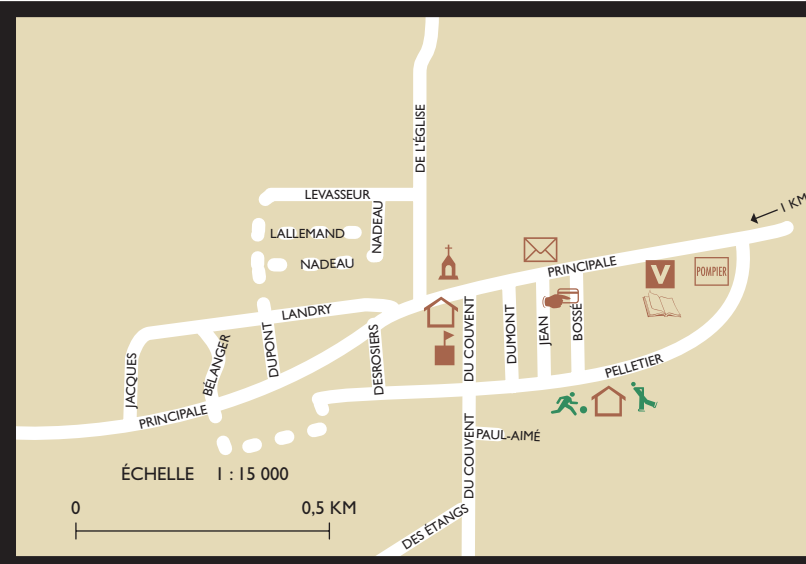 DE L'ÉGLISE
LEVASSEUR
1 KM
NADEAU
LALLEMAND
NADEAU
PRINCIPALE
V
POMPIER
LANDRY
DUPONT
BÉLANGER
JACQUES
DESROSIERS
DU COUVENT
DUMONT
JEAN
BOSSÉ
PELLETIER
PRINCIPALE
DU COUVENT
PAUL-AIMÉ
ÉCHELLE 1 : 15 000
0 0,5 KM
DES ÉTANGS